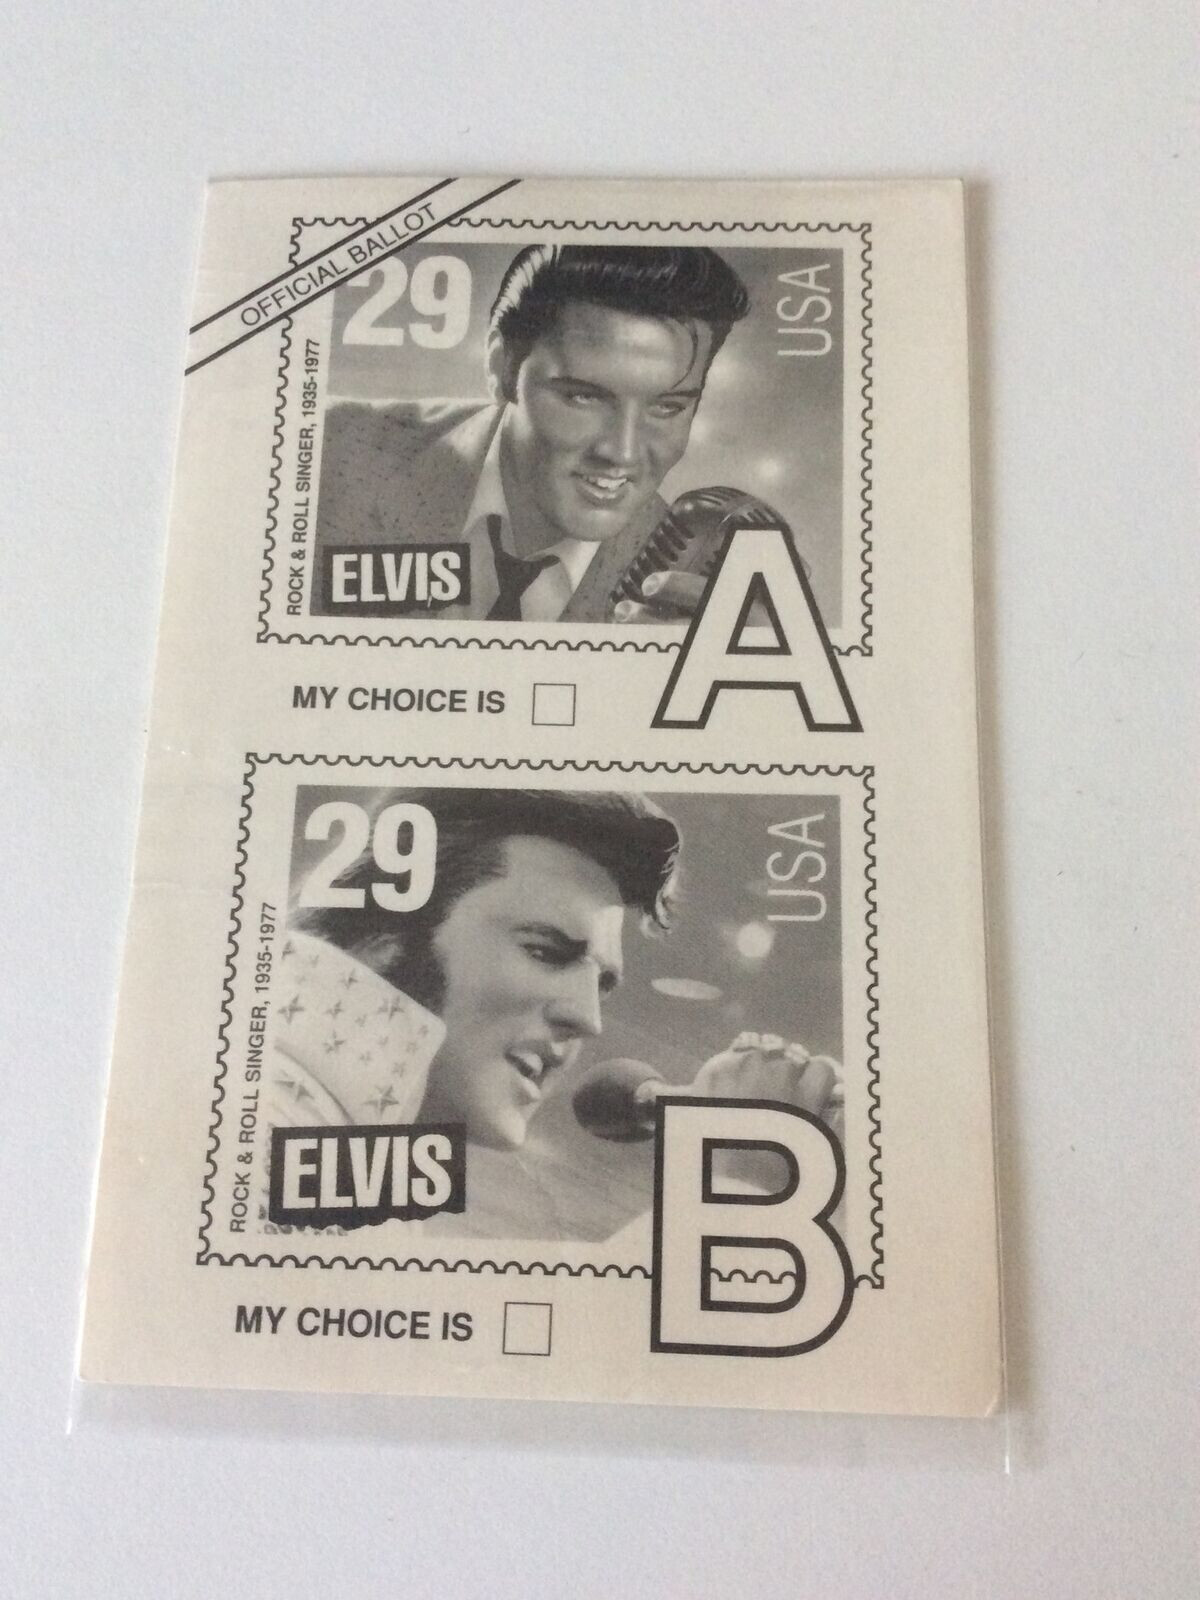 OFFICIAL BALLOT
29
USA
ROCK & ROLL SINGER, 1935-1977
ELVIS
A
MY CHOICE IS
29
USA
ROCK & ROLL SINGER, 1935-1977
ELVIS
B
MY CHOICE IS